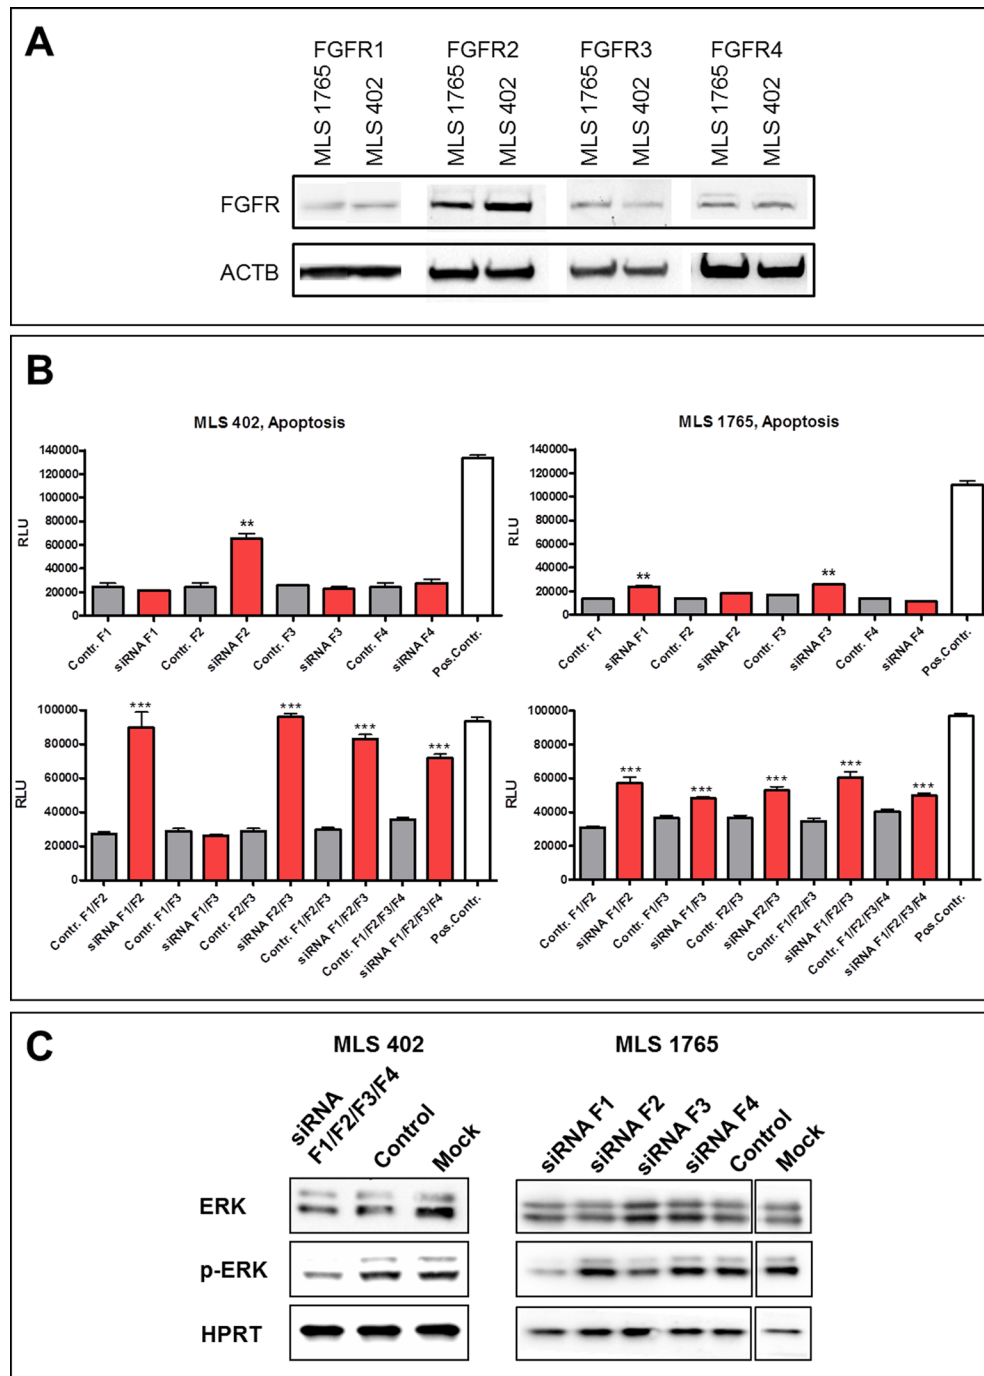 A
FGFR1 FGFR2 FGFR3 FGFR4
MLS 1765 MLS 402 MLS 1765 MLS 402 MLS 1765 MLS 402 MLS 1765 MLS 402
FGFR
ACTB
B
MLS 402, Apoptosis
RLU
140000
120000
100000
80000
60000
40000
20000
0
**
Contr. F1 siRNA F1 Contr. F2 siRNA F2 Contr. F3 siRNA F3 Contr. F4 siRNA F4 Pos.Contr.
MLS 1765, Apoptosis
RLU
140000
120000
100000
80000
60000
40000
20000
0
** **
Contr. F1 siRNA F1 Contr. F2 siRNA F2 Contr. F3 siRNA F3 Contr. F4 siRNA F4 Pos.Contr.
RLU
100000
80000
60000
40000
20000
0
*** *** *** ***
Contr. F1/F2 siRNA F1/F2 Contr. F1/F3 siRNA F1/F3 Contr. F2/F3 siRNA F2/F3 Contr. F1/F2/F3 siRNA F1/F2/F3 Contr. F1/F2/F3/F4 siRNA F1/F2/F3/F4 Pos.Contr.
RLU
100000
80000
60000
40000
20000
0
*** *** *** *** ***
Contr. F1/F2 siRNA F1/F2 Contr. F1/F3 siRNA F1/F3 Contr. F2/F3 siRNA F2/F3 Contr. F1/F2/F3 siRNA F1/F2/F3 Contr. F1/F2/F3/F4 siRNA F1/F2/F3/F4 Pos.Contr.
C
MLS 402 MLS 1765
siRNA
F1/F2/F3/F4 Control Mock siRNA F1 siRNA F2 siRNA F3 siRNA F4 Control Mock
ERK
p-ERK
HPRT